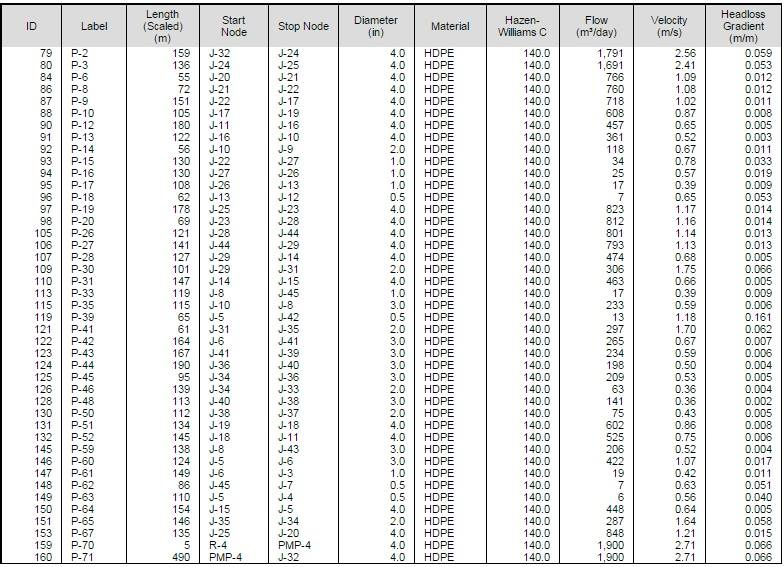 ID Label Length (Scaled) (m) Start Node Stop Node Diameter (in) Material Hazen-Williams C Flow (m³/day) Velocity (m/s) Headloss Gradient (m/m)
79 P-2 159 J-32 J-24 4.0 HDPE 140.0 1,791 2.56 0.059
80 P-3 136 J-24 J-25 4.0 HDPE 140.0 1,691 2.41 0.053
84 P-6 55 J-20 J-21 4.0 HDPE 140.0 766 1.09 0.012
86 P-8 72 J-21 J-22 4.0 HDPE 140.0 760 1.08 0.012
87 P-9 151 J-22 J-17 4.0 HDPE 140.0 718 1.02 0.011
88 P-10 105 J-17 J-19 4.0 HDPE 140.0 608 0.87 0.008
90 P-12 180 J-11 J-16 4.0 HDPE 140.0 457 0.65 0.005
91 P-13 122 J-16 J-10 4.0 HDPE 140.0 361 0.52 0.003
92 P-14 56 J-10 J-9 2.0 HDPE 140.0 118 0.67 0.011
93 P-15 130 J-22 J-27 1.0 HDPE 140.0 34 0.78 0.033
94 P-16 130 J-27 J-26 1.0 HDPE 140.0 25 0.57 0.019
95 P-17 108 J-26 J-13 1.0 HDPE 140.0 17 0.39 0.009
96 P-18 62 J-13 J-12 0.5 HDPE 140.0 7 0.65 0.053
97 P-19 178 J-25 J-23 4.0 HDPE 140.0 823 1.17 0.014
98 P-20 69 J-23 J-28 4.0 HDPE 140.0 812 1.16 0.014
105 P-26 121 J-28 J-44 4.0 HDPE 140.0 801 1.14 0.013
106 P-27 141 J-44 J-29 4.0 HDPE 140.0 793 1.13 0.013
107 P-28 127 J-29 J-14 4.0 HDPE 140.0 474 0.68 0.005
109 P-30 101 J-29 J-31 2.0 HDPE 140.0 306 1.75 0.066
110 P-31 147 J-14 J-15 4.0 HDPE 140.0 463 0.66 0.005
113 P-33 119 J-8 J-45 1.0 HDPE 140.0 17 0.39 0.009
115 P-35 115 J-10 J-8 3.0 HDPE 140.0 233 0.59 0.006
119 P-39 65 J-5 J-42 0.5 HDPE 140.0 13 1.18 0.161
121 P-41 61 J-31 J-35 2.0 HDPE 140.0 297 1.70 0.062
122 P-42 164 J-6 J-41 3.0 HDPE 140.0 265 0.67 0.007
123 P-43 167 J-41 J-39 3.0 HDPE 140.0 234 0.59 0.006
124 P-44 190 J-36 J-40 3.0 HDPE 140.0 198 0.50 0.004
125 P-45 95 J-34 J-36 3.0 HDPE 140.0 209 0.53 0.005
126 P-46 139 J-34 J-33 2.0 HDPE 140.0 63 0.36 0.004
128 P-48 113 J-40 J-38 3.0 HDPE 140.0 141 0.36 0.002
130 P-50 112 J-38 J-37 2.0 HDPE 140.0 75 0.43 0.005
131 P-51 134 J-19 J-18 4.0 HDPE 140.0 602 0.86 0.008
132 P-52 145 J-18 J-11 4.0 HDPE 140.0 525 0.75 0.006
145 P-59 138 J-8 J-43 3.0 HDPE 140.0 206 0.52 0.004
146 P-60 124 J-5 J-6 3.0 HDPE 140.0 422 1.07 0.017
147 P-61 149 J-6 J-3 1.0 HDPE 140.0 19 0.42 0.011
148 P-62 86 J-45 J-7 0.5 HDPE 140.0 7 0.63 0.051
149 P-63 110 J-5 J-4 0.5 HDPE 140.0 6 0.56 0.040
150 P-64 154 J-15 J-5 4.0 HDPE 140.0 448 0.64 0.005
151 P-65 146 J-35 J-34 2.0 HDPE 140.0 287 1.64 0.058
153 P-67 135 J-25 J-20 4.0 HDPE 140.0 848 1.21 0.015
159 P-70 5 R-4 PMP-4 4.0 HDPE 140.0 1,900 2.71 0.066
160 P-71 490 PMP-4 J-32 4.0 HDPE 140.0 1,900 2.71 0.066